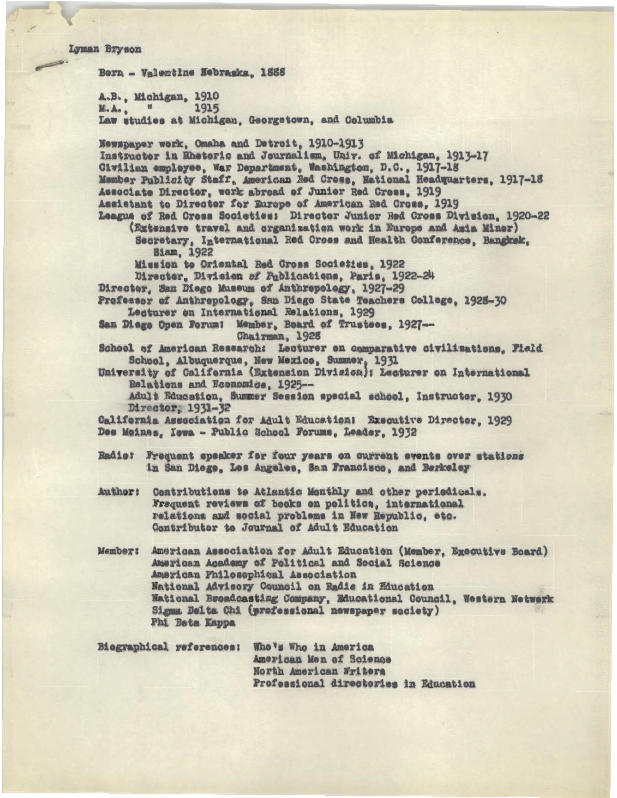 Lyman Bryson
Born - Valentine Nebraska, 1888
A.B., Michigan, 1910
M.A., " 1915
Law studies at Michigan, Georgetown, and Columbia
Newspaper work, Omaha and Detroit, 1910-1913
Instructor in Rhetoric and Journalism, Univ. of Michigan, 1913-17
Civilian employee, War Department, Washington, D.C., 1917-18
Member Publicity Staff, American Red Cross, National Headquarters, 1917-18
Associate Director, work abroad of Junior Red Cross, 1919
Assistant to Director for Europe of American Red Cross, 1919
League of Red Cross Societies: Director Junior Red Cross Division, 1920-22
(Extensive travel and organization work in Europe and Asia Minor)
Secretary, International Red Cross and Health Conference, Bangkok,
Siam, 1922
Mission to Oriental Red Cross Societies, 1922
Director, Division of Publications, Paris, 1922-24
Director, San Diego Museum of Anthropology, 1927-29
Professor of Anthropology, San Diego State Teachers College, 1928-30
Lecturer on International Relations, 1929
San Diego Open Forum: Member, Board of Trustees, 1927--
Chairman, 1928
School of American Research: Lecturer on comparative civilizations, Field
School, Albuquerque, New Mexico, Summer, 1931
University of California (Extension Division): Lecturer on International
Relations and Economics, 1925--
Adult Education, Summer Session special school, Instructor, 1930
Director, 1931-32
California Association for Adult Education: Executive Director, 1929
Des Moines, Iowa - Public School Forums, Leader, 1932
Radio: Frequent speaker for four years on current events over stations
in San Diego, Los Angeles, San Francisco, and Berkeley
Author: Contributions to Atlantic Monthly and other periodicals.
Frequent reviews of books on politics, international
relations and social problems in New Republic, etc.
Contributor to Journal of Adult Education
Member: American Association for Adult Education (Member, Executive Board)
American Academy of Political and Social Science
American Philosophical Association
National Advisory Council on Radio in Education
National Broadcasting Company, Educational Council, Western Network
Sigma Delta Chi (professional newspaper society)
Phi Beta Kappa
Biographical references: Who's Who in America
American Men of Science
North American Writers
Professional directories in Education